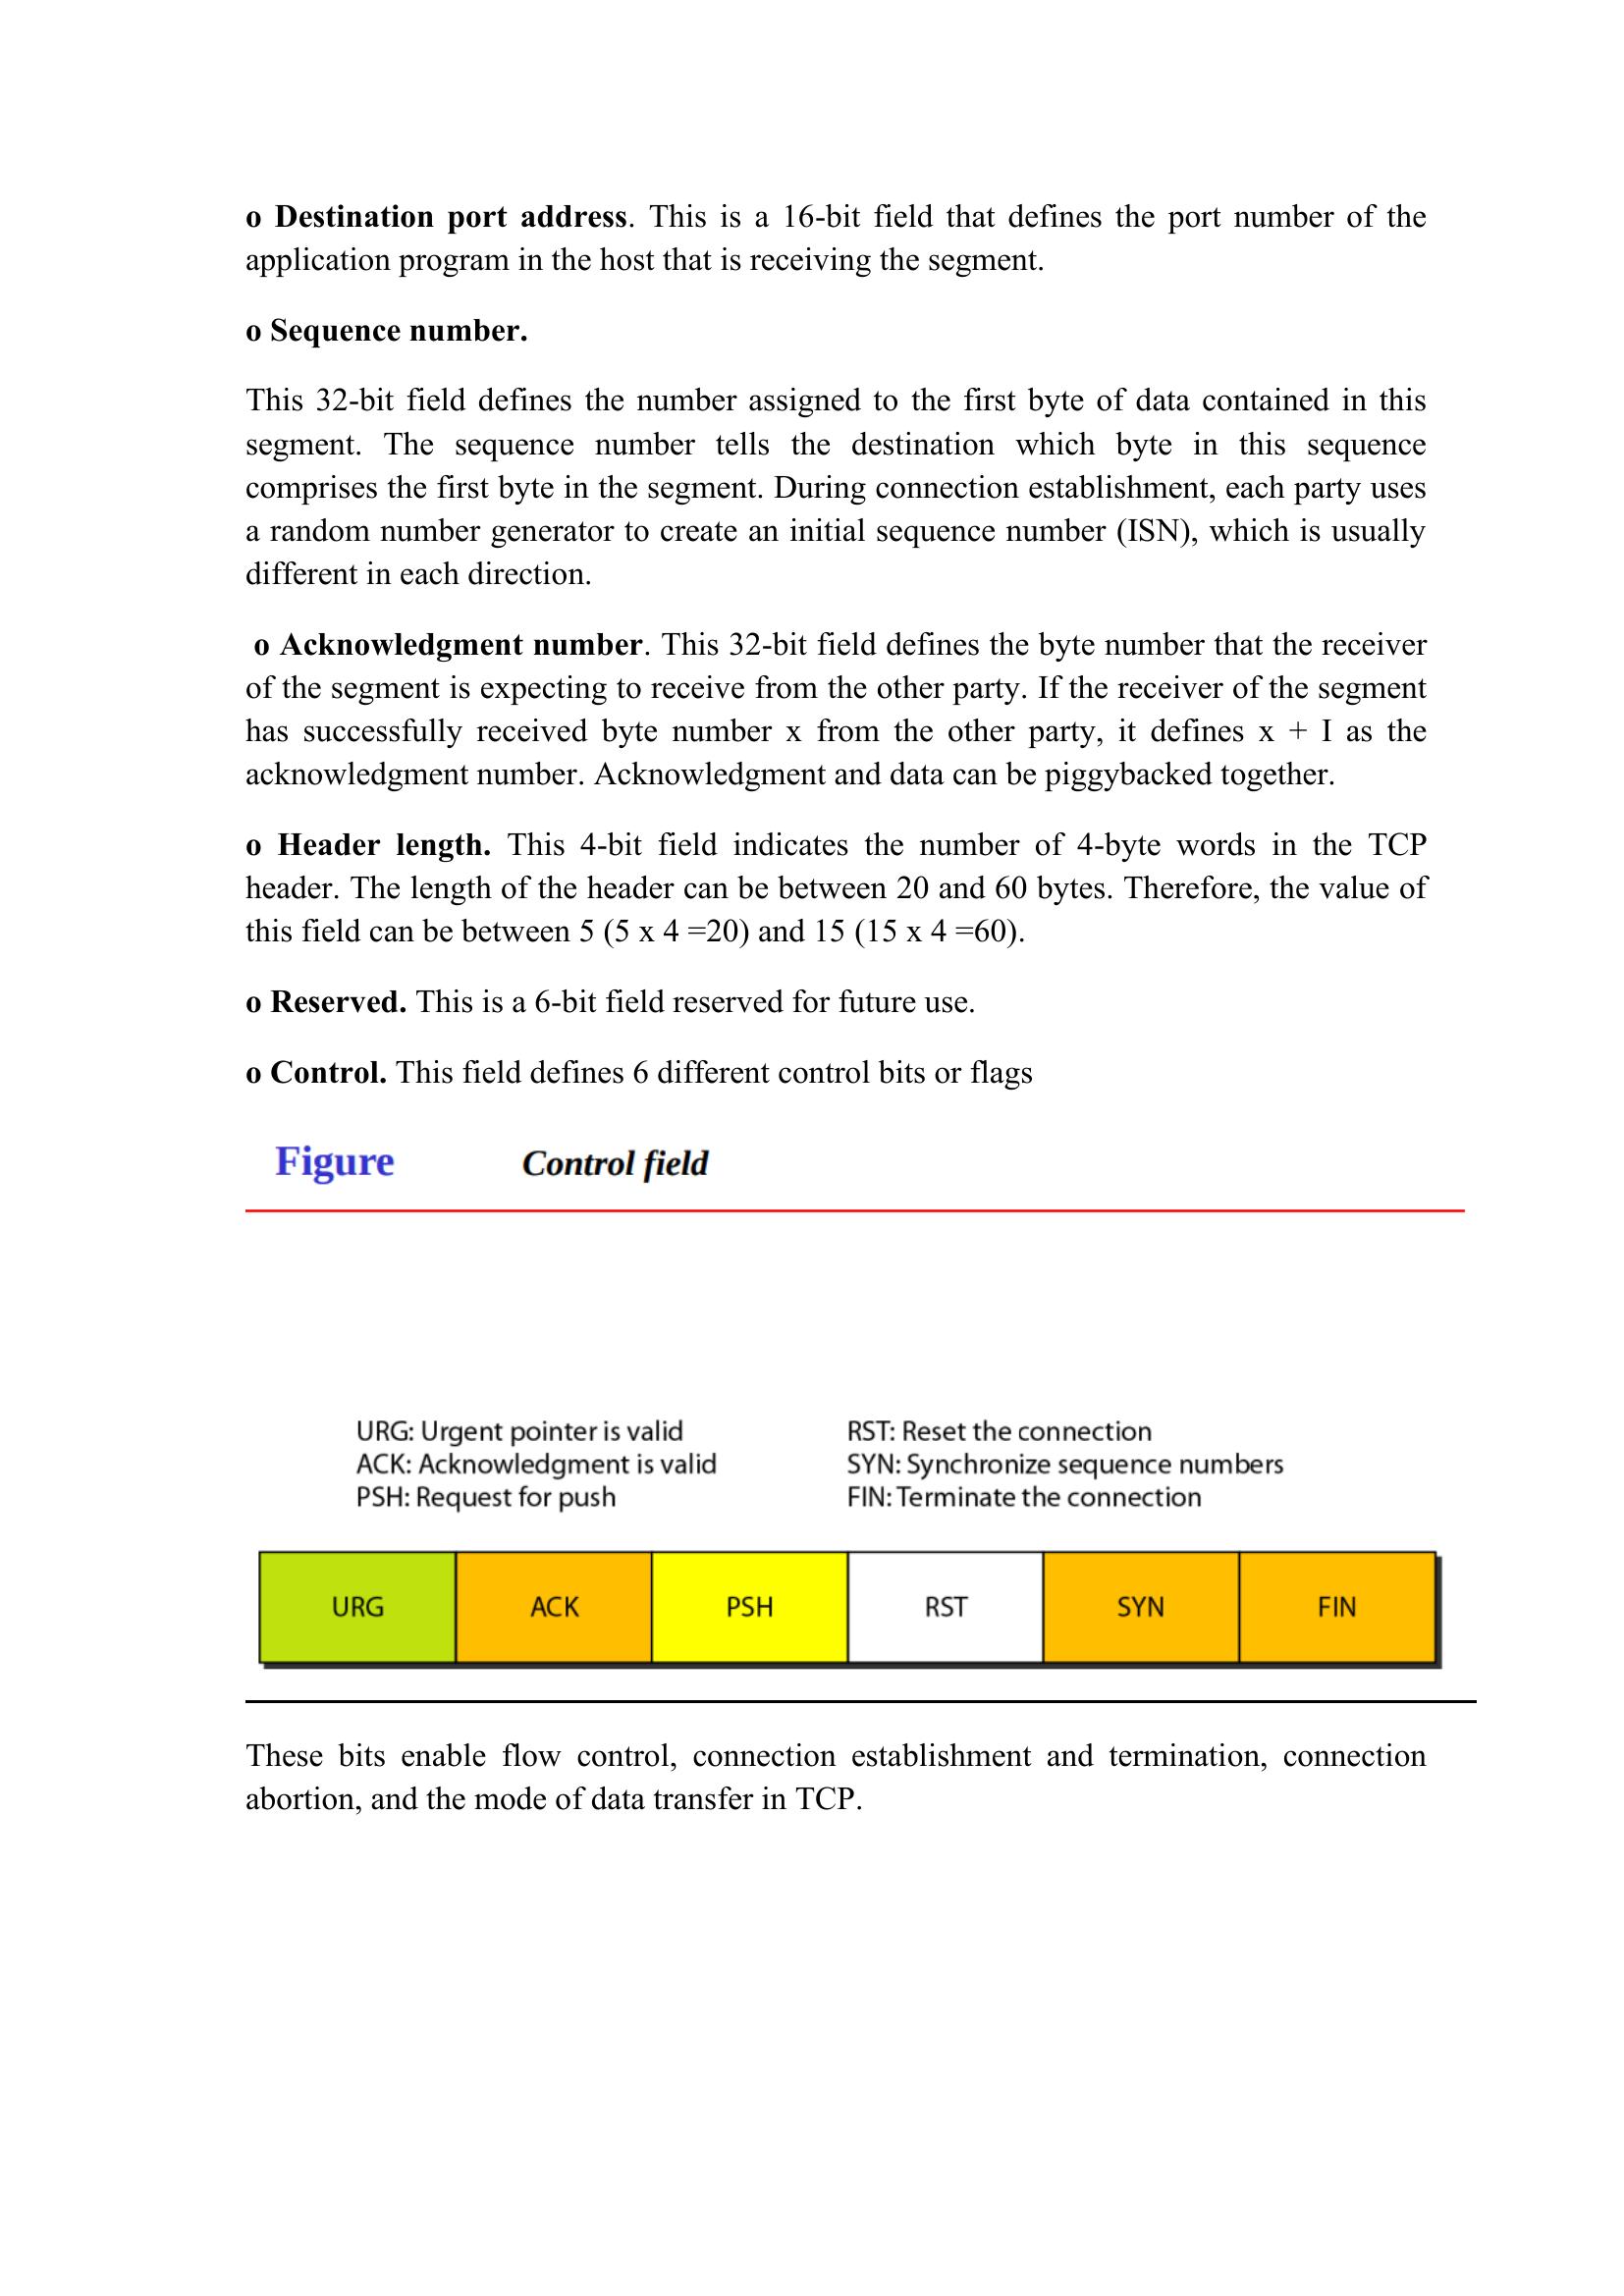 o Destination port address. This is a 16-bit field that defines the port number of the
application program in the host that is receiving the segment.
o Sequence number.
This 32-bit field defines the number assigned to the first byte of data contained in this
segment. The sequence number tells the destination which byte in this sequence
comprises the first byte in the segment. During connection establishment, each party uses
a random number generator to create an initial sequence number (ISN), which is usually
different in each direction.
o Acknowledgment number. This 32-bit field defines the byte number that the receiver
of the segment is expecting to receive from the other party. If the receiver of the segment
has successfully received byte number x from the other party, it defines x + I as the
acknowledgment number. Acknowledgment and data can be piggybacked together.
o Header length. This 4-bit field indicates the number of 4-byte words in the TCP
header. The length of the header can be between 20 and 60 bytes. Therefore, the value of
this field can be between 5 (5 x 4 =20) and 15 (15 x 4 =60).
o Reserved. This is a 6-bit field reserved for future use.
o Control. This field defines 6 different control bits or flags
Figure Control field
URG: Urgent pointer is valid RST: Reset the connection
ACK: Acknowledgment is valid SYN: Synchronize sequence numbers
PSH: Request for push FIN: Terminate the connection
URG ACK PSH RST SYN FIN
These bits enable flow control, connection establishment and termination, connection
abortion, and the mode of data transfer in TCP.